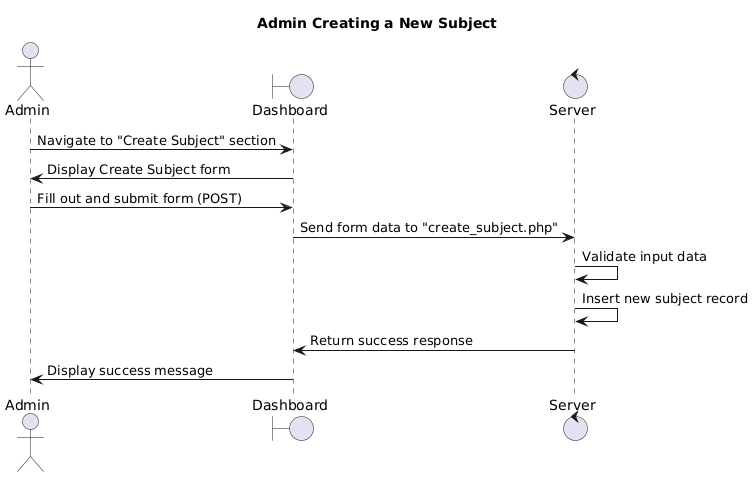 Admin Creating a New Subject
Admin
Dashboard
Server
Navigate to "Create Subject" section
Display Create Subject form
Fill out and submit form (POST)
Send form data to "create_subject.php"
Validate input data
Insert new subject record
Return success response
Display success message
Admin
Dashboard
Server